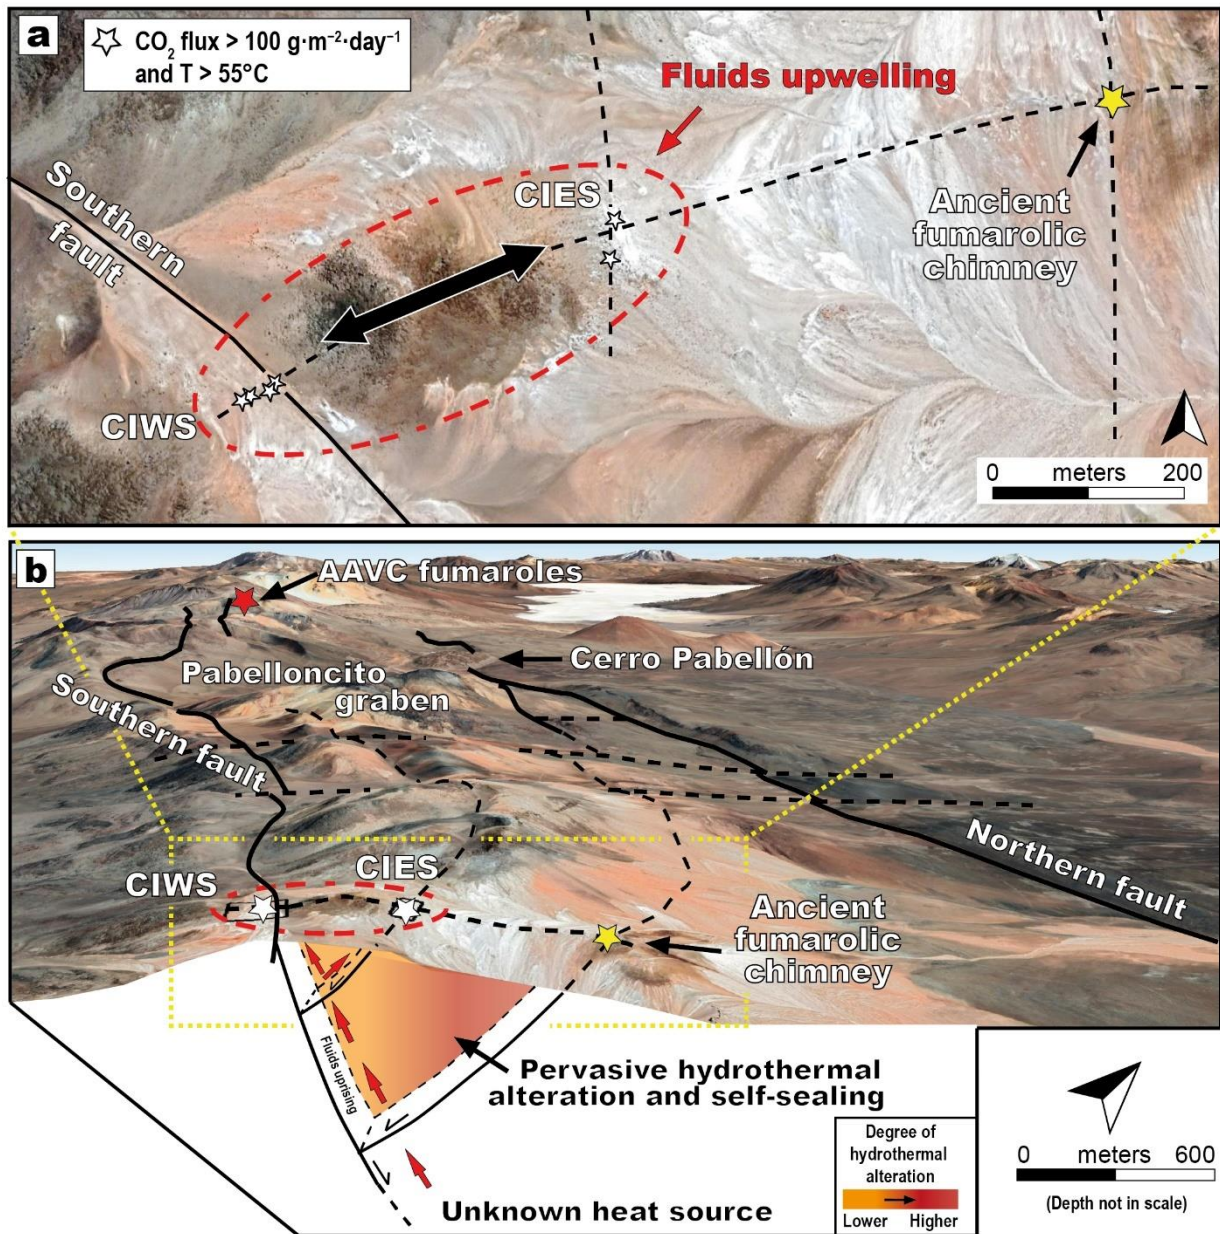 a
CO₂ flux > 100 g·m⁻²·day⁻¹
and T > 55°C
Fluids upwelling
Southern
fault
CIES
Ancient
fumarolic
chimney
CIWS
0 meters 200
b
AAVC fumaroles
Cerro Pabellón
Pabelloncito
graben
Southern fault
Northern fault
CIWS
CIES
Ancient
fumarolic
chimney
Fluids uprising
Pervasive hydrothermal
alteration and self-sealing
Unknown heat source
Degree of
hydrothermal
alteration
Lower Higher
0 meters 600
(Depth not in scale)